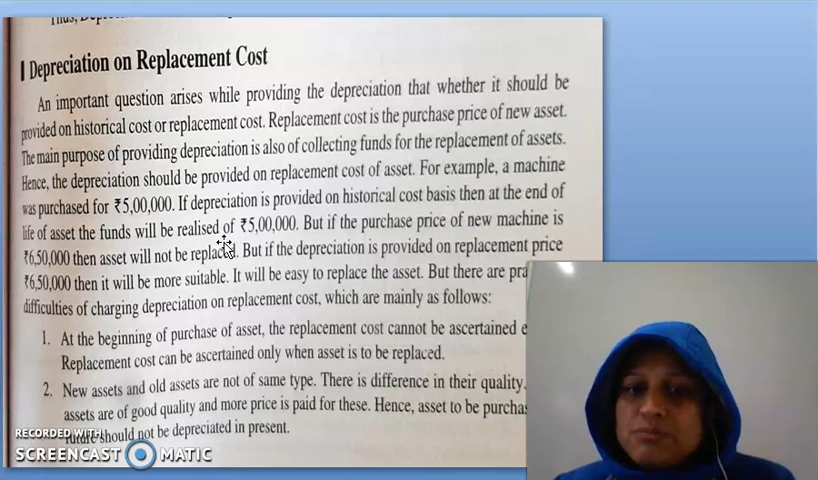 Thus, Depre
Depreciation on Replacement Cost
An important question arises while providing the depreciation that whether it should be
provided on historical cost or replacement cost. Replacement cost is the purchase price of new asset.
The main purpose of providing depreciation is also of collecting funds for the replacement of assets.
Hence, the depreciation should be provided on replacement cost of asset. For example, a machine
was purchased for ₹5,00,000. If depreciation is provided on historical cost basis then at the end of
life of asset the funds will be realised of ₹5,00,000. But if the purchase price of new machine is
₹6,50,000 then asset will not be replaced. But if the depreciation is provided on replacement price
₹6,50,000 then it will be more suitable. It will be easy to replace the asset. But there are pra
difficulties of charging depreciation on replacement cost, which are mainly as follows:
1. At the beginning of purchase of asset, the replacement cost cannot be ascertained e
Replacement cost can be ascertained only when asset is to be replaced.
2. New assets and old assets are not of same type. There is difference in their quality.
assets are of good quality and more price is paid for these. Hence, asset to be purcha
future should not be depreciated in present.
RECORDED WITH
SCREENCAST MATIC